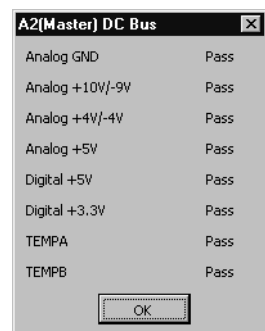 A2(Master) DC Bus
Analog GND Pass
Analog +10V/-9V Pass
Analog +4V/-4V Pass
Analog +5V Pass
Digital +5V Pass
Digital +3.3V Pass
TEMPA Pass
TEMPB Pass
OK